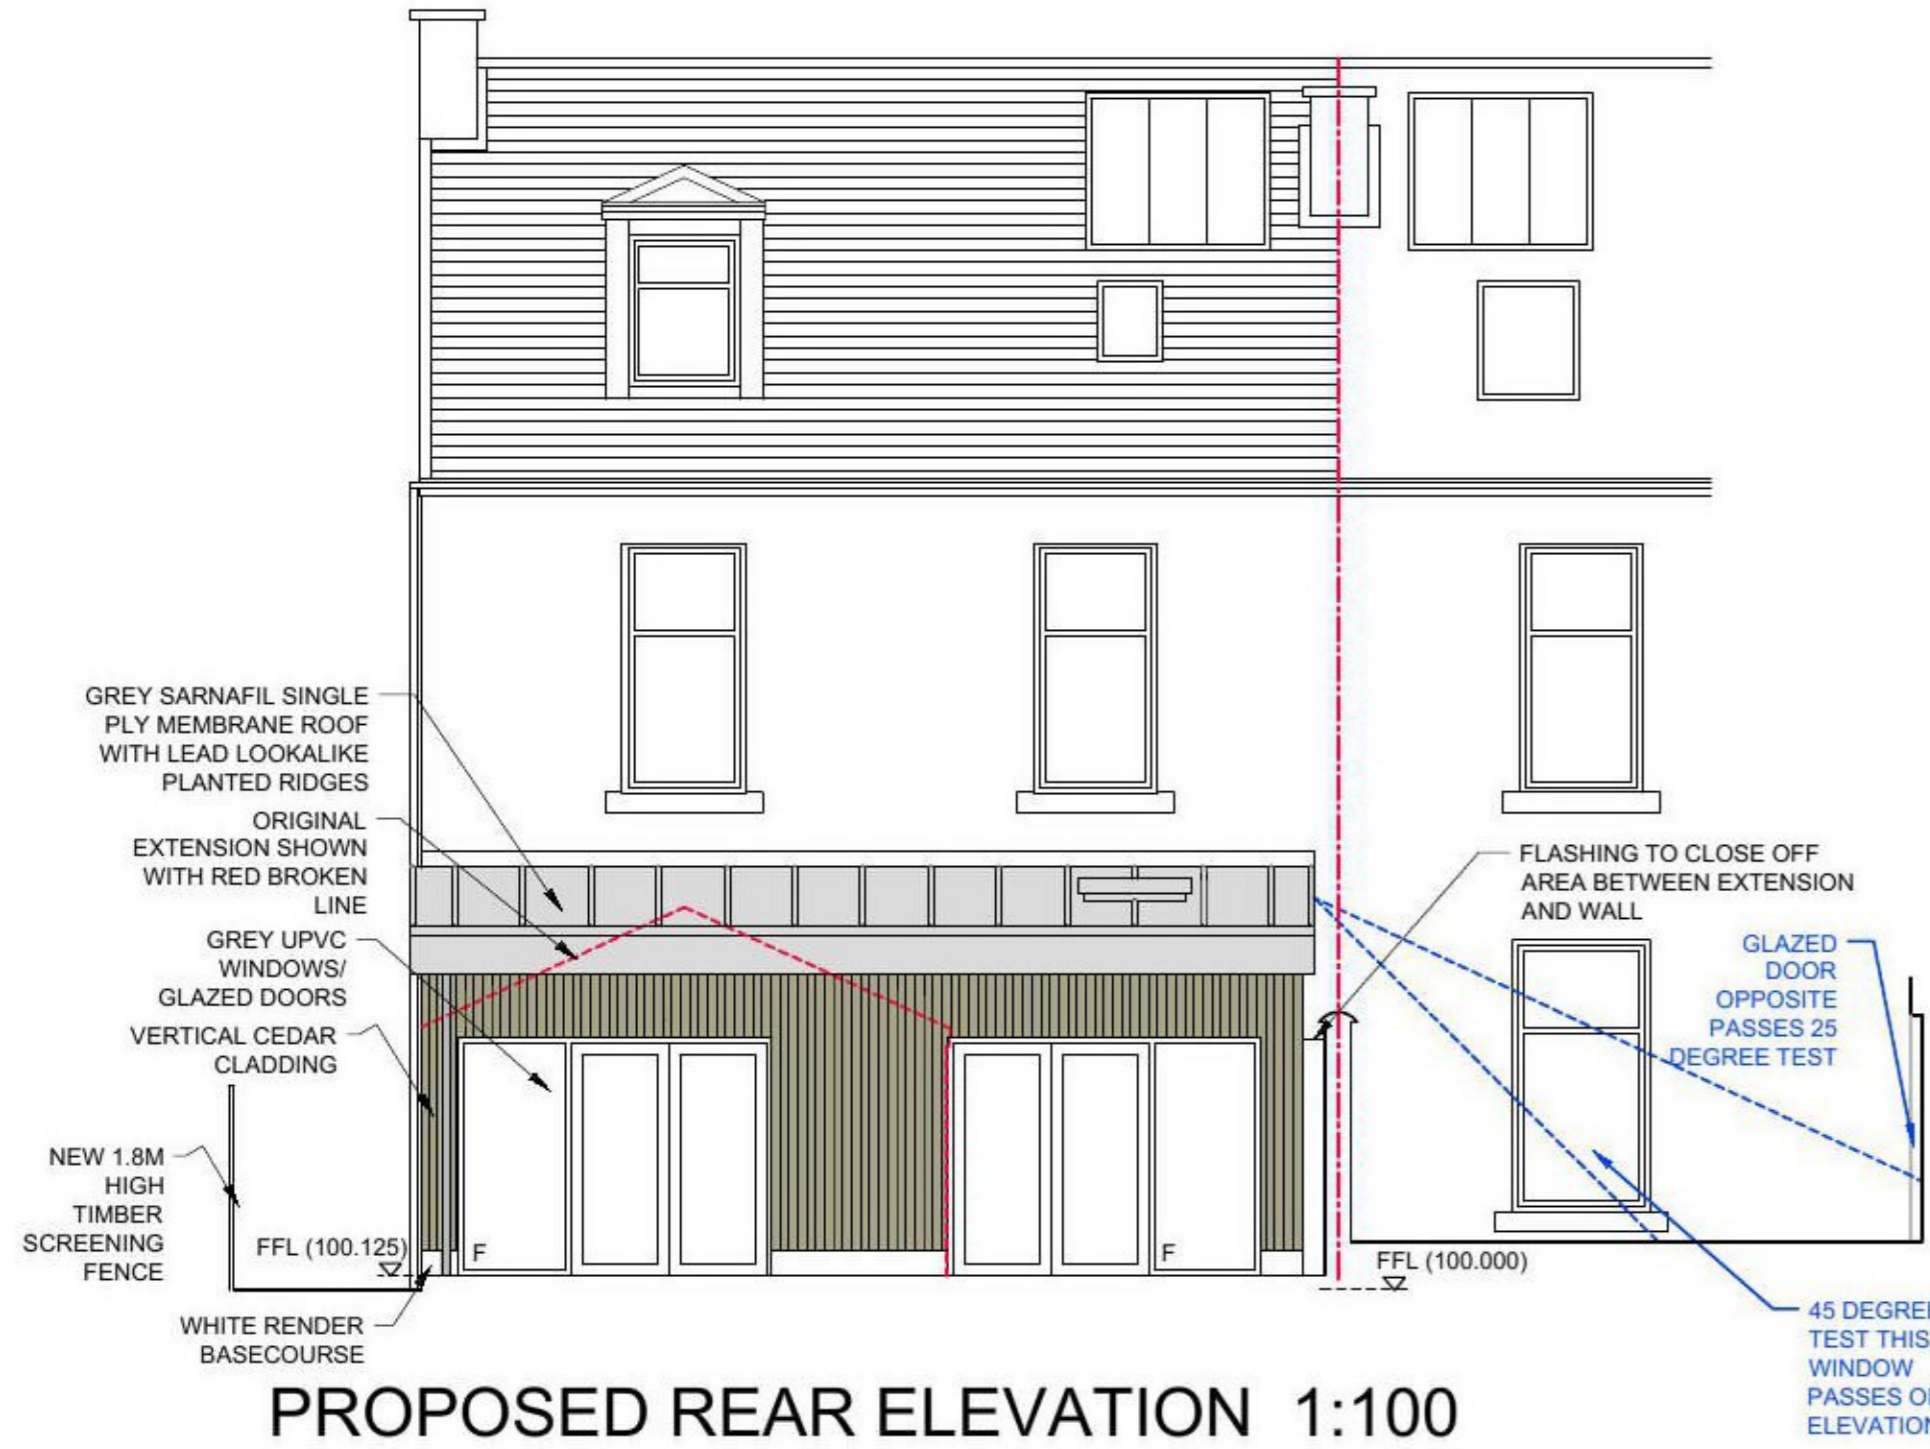 GREY SARNAFIL SINGLE
PLY MEMBRANE ROOF
WITH LEAD LOOKALIKE
PLANTED RIDGES
ORIGINAL
EXTENSION SHOWN
WITH RED BROKEN
LINE
GREY UPVC
WINDOWS/
GLAZED DOORS
VERTICAL CEDAR
CLADDING
NEW 1.8M
HIGH
TIMBER
SCREENING
FENCE
FFL (100.125)
WHITE RENDER
BASECOURSE
F
F
FLASHING TO CLOSE OFF
AREA BETWEEN EXTENSION
AND WALL
GLAZED
DOOR
OPPOSITE
PASSES 25
DEGREE TEST
FFL (100.000)
45 DEGREE
TEST THIS
WINDOW
PASSES
ELEVATION
PROPOSED REAR ELEVATION 1:100